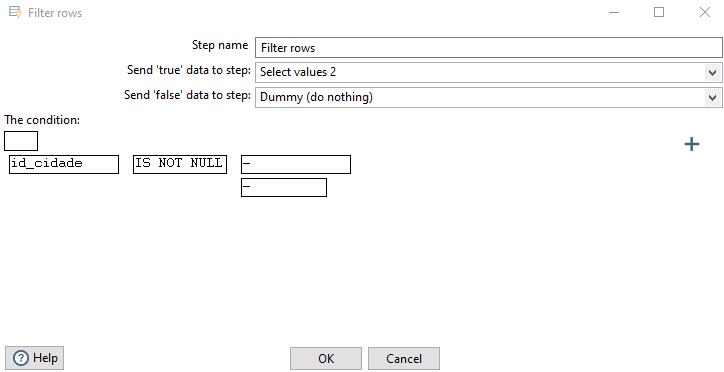 Filter rows
Step name Filter rows
Send 'true' data to step: Select values 2
Send 'false' data to step: Dummy (do nothing)
The condition:
id_cidade IS NOT NULL –
–
Help OK Cancel